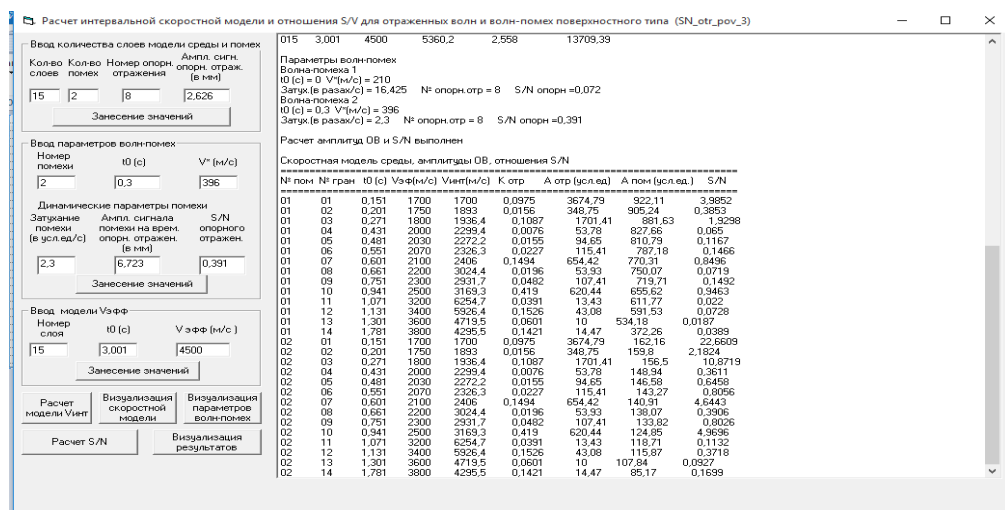 Расчет интервальной скоростной модели и отношения S/V для отраженных волн и волн-помех поверхностного типа (SN_otr_pov_3)
Ввод количества слоев модели среды и помех
Кол-во слоев
Кол-во помех
Номер опорн. отражения
Ампл. сигн. опорн. отраж. (в мм)
15 2 8 2,626
Занесение значений
Ввод параметров волн-помех
Номер помехи
t0 (с)
V* (м/с)
2 0,3 396
Динамические параметры помехи
Затухание помехи (в усл.ед/с)
Ампл. сигнала помехи на врем. опорн. отражен. (в мм)
S/N опорного отражен.
2,3 6,723 0,391
Занесение значений
Ввод модели Vэфф
Номер слоя
t0 (с)
V эфф (м/с )
15 3,001 4500
Занесение значений
Расчет модели Vинт
Визуализация скоростной модели
Визуализация параметров волн-помех
Расчет S/N
Визуализация результатов
015 3,001 4500 5360,2 2,558 13709,39
Параметры волн-помех
Волна-помеха 1
t0 (с) = 0 V*(м/с) = 210
Затух.(в разах/с) = 16,425 № опорн.отр = 8 S/N опорн =0,072
Волна-помеха 2
t0 (с) = 0,3 V*(м/с) = 396
Затух.(в разах/с) = 2,3 № опорн.отр = 8 S/N опорн =0,391
Расчет амплитуд ОВ и S/N выполнен
Скоростная модель среды, амплитуды ОВ, отношения S/N
№ пом № гран t0 (с) Vэф(м/с) Vинт(м/с) К отр А отр (усл.ед) А пом (усл.ед.) S/N
01 01 0,151 1700 1700 0,0975 3674,79 922,11 3,9852
01 02 0,201 1750 1893 0,0156 348,75 905,24 0,3853
01 03 0,271 1800 1936,4 0,1087 1701,41 881,63 1,9298
01 04 0,431 2000 2299,4 0,0076 53,78 827,66 0,065
01 05 0,481 2030 2272,2 0,0155 94,65 810,79 0,1167
01 06 0,551 2070 2326,3 0,0227 115,41 787,18 0,1466
01 07 0,601 2100 2406 0,1494 654,42 770,31 0,8496
01 08 0,661 2200 3024,4 0,0196 53,93 750,07 0,0719
01 09 0,751 2300 2931,7 0,0482 107,41 719,71 0,1492
01 10 0,941 2500 3169,3 0,419 620,44 655,62 0,9463
01 11 1,071 3200 6254,7 0,0391 13,43 611,77 0,022
01 12 1,131 3400 5926,4 0,1526 43,08 591,53 0,0728
01 13 1,301 3600 4719,5 0,0601 10 534,18 0,0187
01 14 1,781 3800 4295,5 0,1421 14,47 372,26 0,0389
02 01 0,151 1700 1700 0,0975 3674,79 162,16 22,6609
02 02 0,201 1750 1893 0,0156 348,75 159,8 2,1824
02 03 0,271 1800 1936,4 0,1087 1701,41 156,5 10,8719
02 04 0,431 2000 2299,4 0,0076 53,78 148,94 0,3611
02 05 0,481 2030 2272,2 0,0155 94,65 146,58 0,6458
02 06 0,551 2070 2326,3 0,0227 115,41 143,27 0,8056
02 07 0,601 2100 2406 0,1494 654,42 140,91 4,6443
02 08 0,661 2200 3024,4 0,0196 53,93 138,07 0,3906
02 09 0,751 2300 2931,7 0,0482 107,41 133,82 0,8026
02 10 0,941 2500 3169,3 0,419 620,44 124,85 4,9696
02 11 1,071 3200 6254,7 0,0391 13,43 118,71 0,1132
02 12 1,131 3400 5926,4 0,1526 43,08 115,87 0,3718
02 13 1,301 3600 4719,5 0,0601 10 107,84 0,0927
02 14 1,781 3800 4295,5 0,1421 14,47 85,17 0,1699